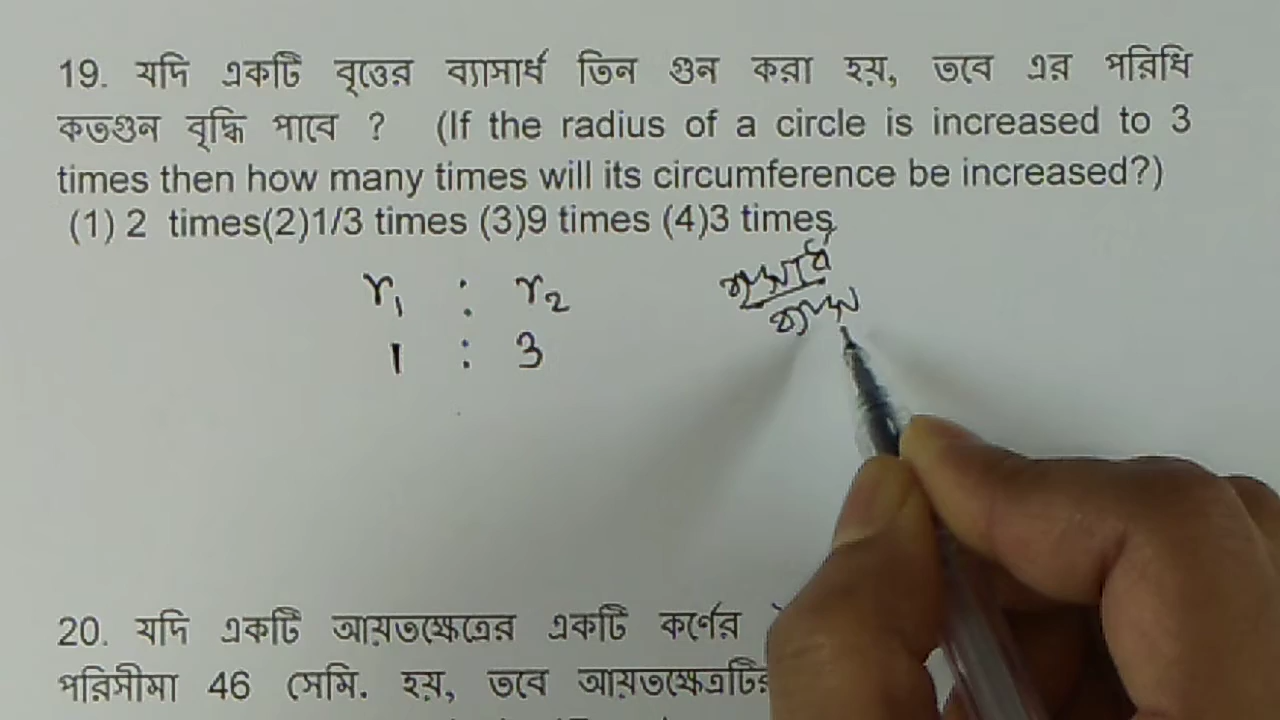 19. যদি একটি বৃত্তের ব্যাসার্ধ তিন গুন করা হয়, তবে এর পরিধি
কতগুন বৃদ্ধি পাবে ? (If the radius of a circle is increased to 3
times then how many times will its circumference be increased?)
(1) 2 times(2)1/3 times (3)9 times (4)3 times
r₁ : r₂
1 : 3
20. যদি একটি আয়তক্ষেত্রের একটি কর্ণের
পরিসীমা 46 সেমি. হয়, তবে আয়তক্ষেত্রটির